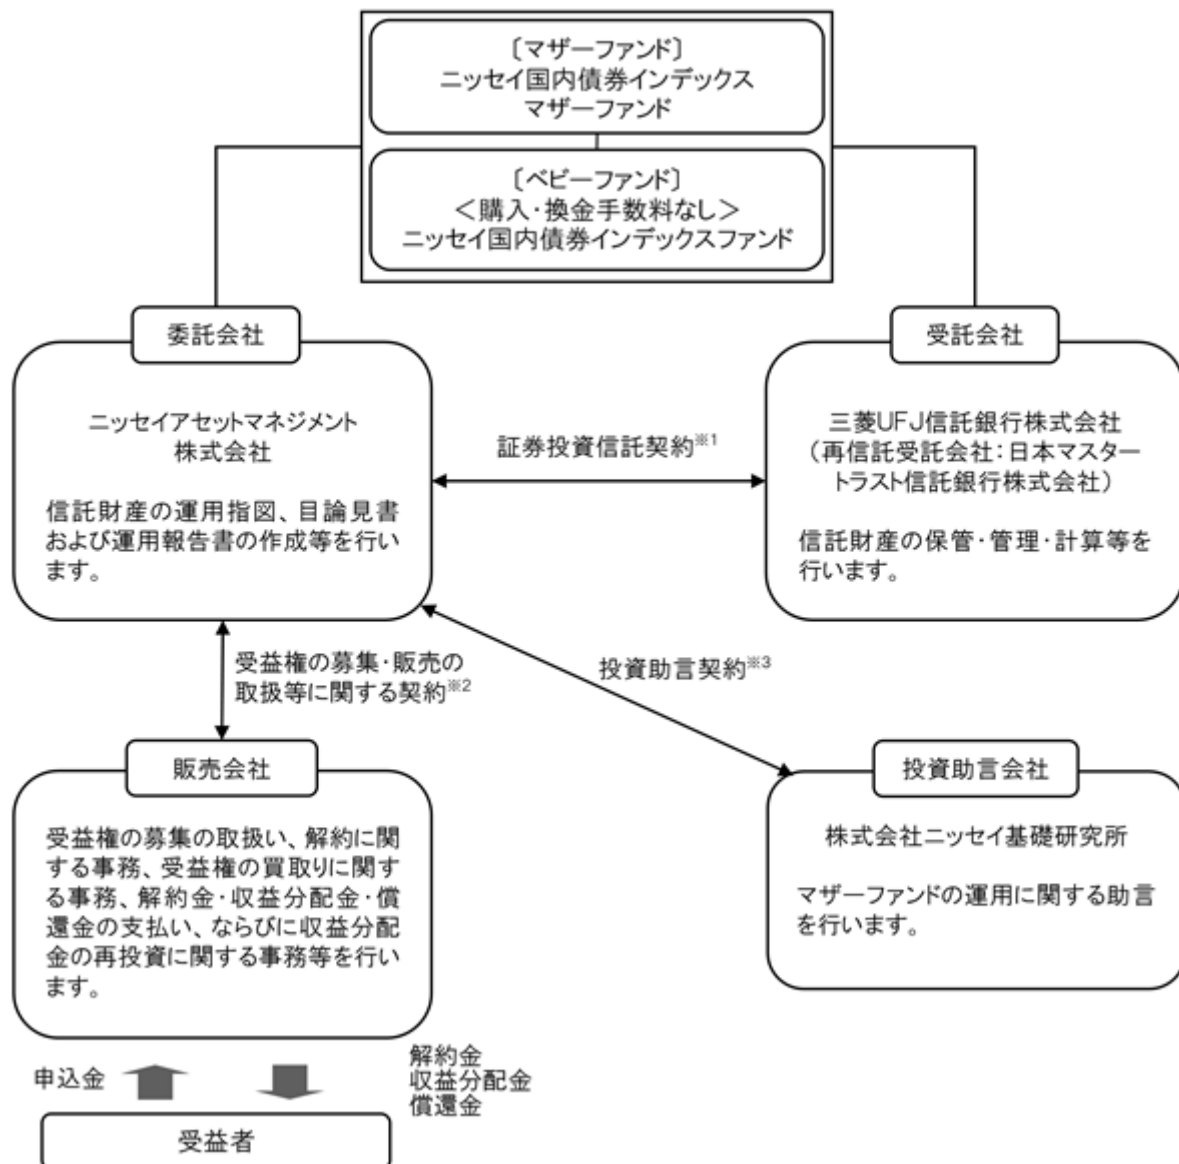 〔マザーファンド〕
ニッセイ国内債券インデックス
マザーファンド
〔ベビーファンド〕
＜購入・換金手数料なし＞
ニッセイ国内債券インデックスファンド
委託会社
ニッセイアセットマネジメント
株式会社
信託財産の運用指図、目論見書
および運用報告書の作成等を行い
ます。
証券投資信託契約※1
受託会社
三菱UFJ信託銀行株式会社
（再信託受託会社：日本マスター
トラスト信託銀行株式会社）
信託財産の保管・管理・計算等を
行います。
受益権の募集・販売の
取扱等に関する契約※2
投資助言契約※3
販売会社
受益権の募集の取扱い、解約に関
する事務、受益権の買取りに関す
る事務、解約金・収益分配金・償
還金の支払い、ならびに収益分配
金の再投資に関する事務等を行い
ます。
投資助言会社
株式会社ニッセイ基礎研究所
マザーファンドの運用に関する助言
を行います。
申込金
解約金
収益分配金
償還金
受益者